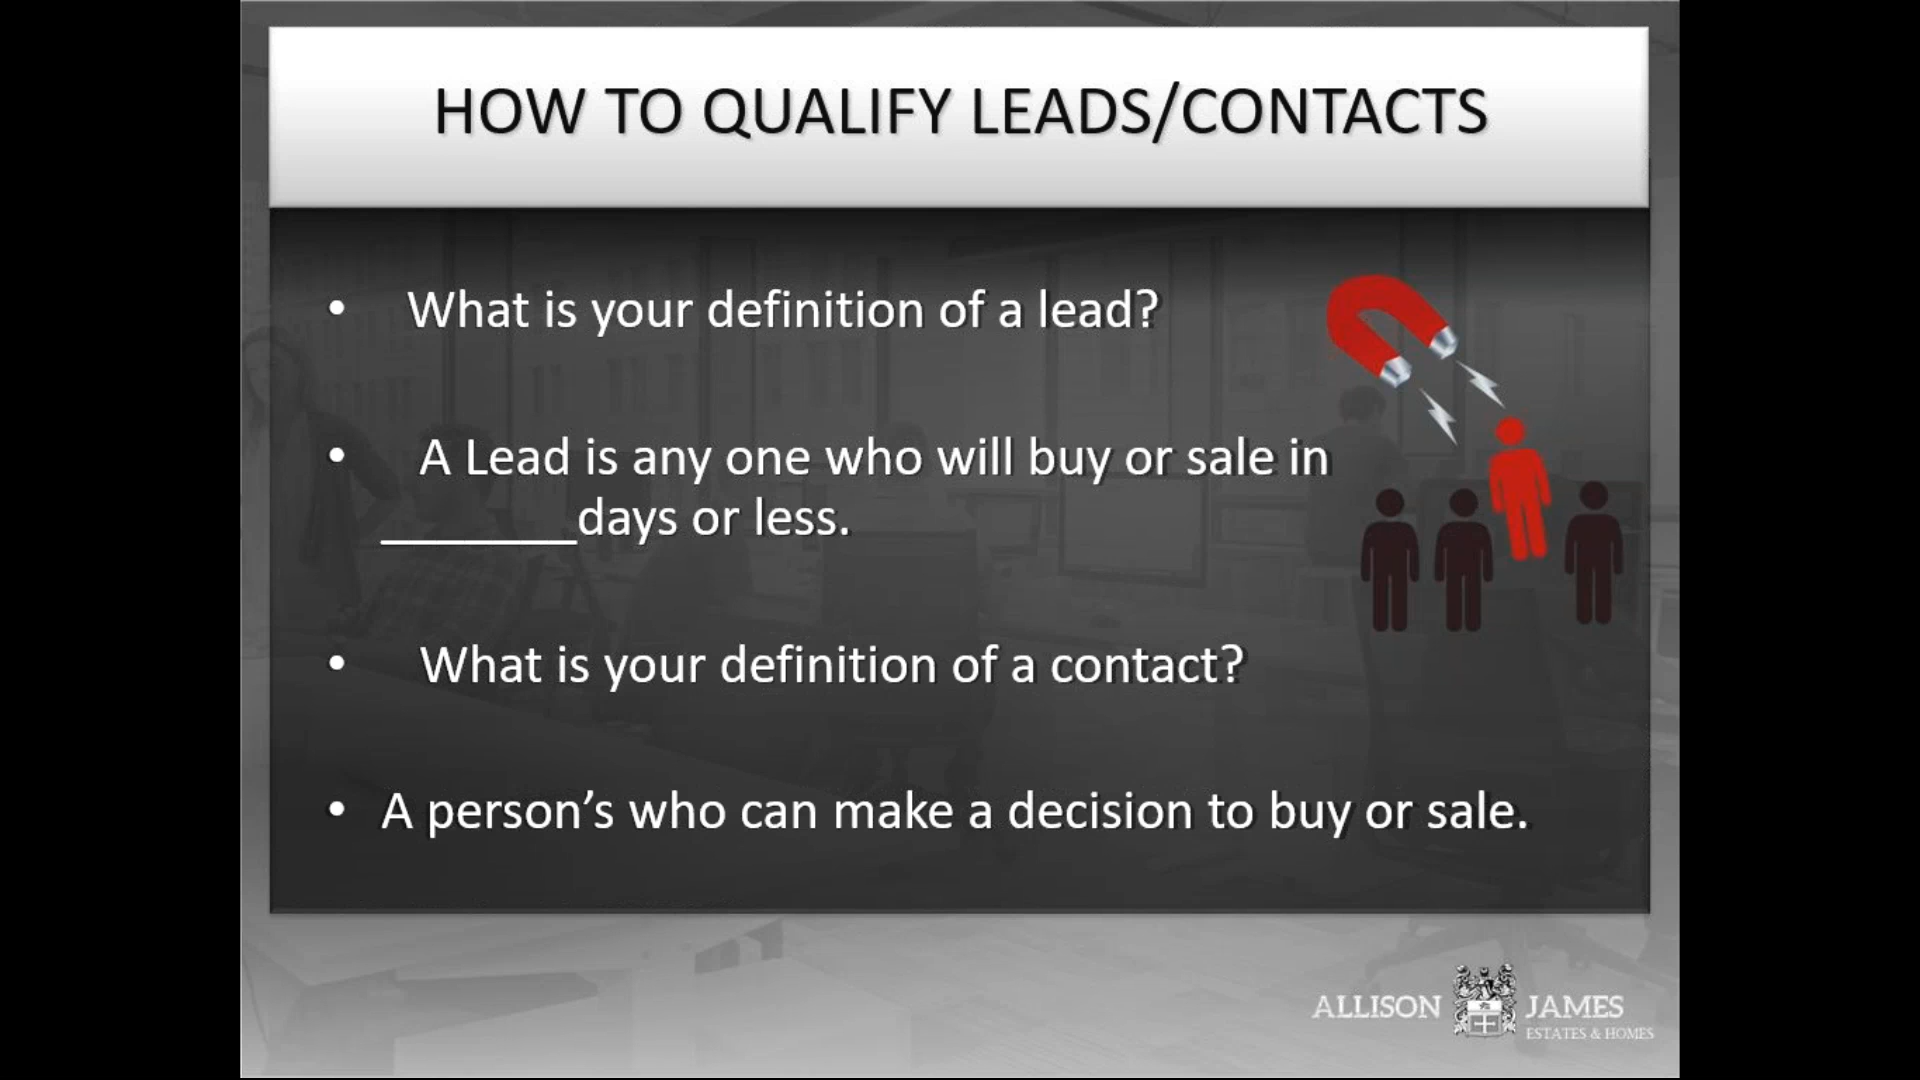 HOW TO QUALIFY LEADS/CONTACTS
• What is your definition of a lead?
• A Lead is any one who will buy or sale in
________days or less.
• What is your definition of a contact?
• A person’s who can make a decision to buy or sale.
ALLISON JAMES
ESTATES & HOMES